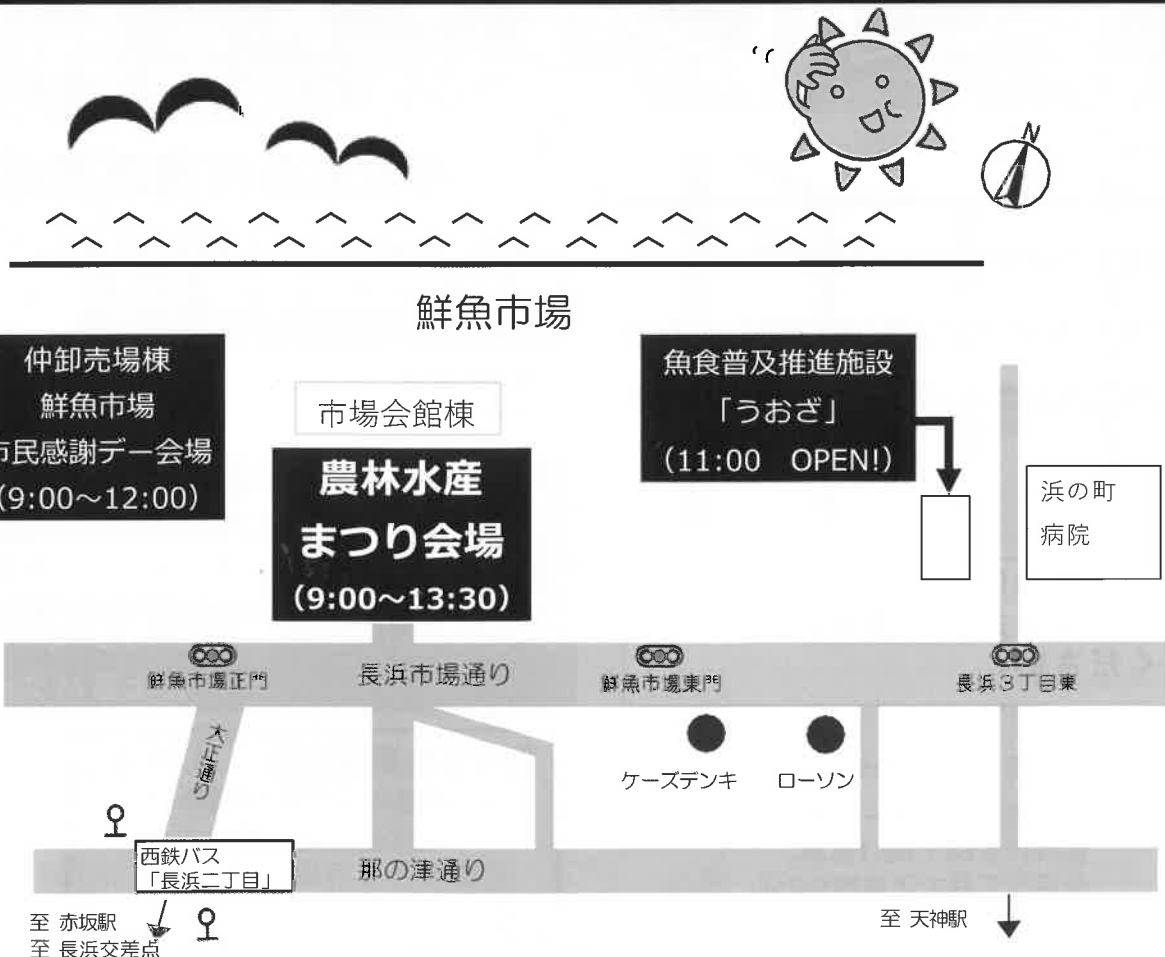 N
鮮魚市場
仲卸売場棟
鮮魚市場
市民感謝デー会場
(9:00～12:00)
市場会館棟
農林水産
まつり会場
(9:00～13:30)
魚食普及推進施設
「うおざ」
(11:00 OPEN!)
浜の町
病院
鮮魚市場正門
長浜市場通り
鮮魚市場東門
長浜3丁目東
大正通り
ケーズデンキ
ローソン
西鉄バス
「長浜二丁目」
那の津通り
至 赤坂駅
至 長浜交差点
至 天神駅